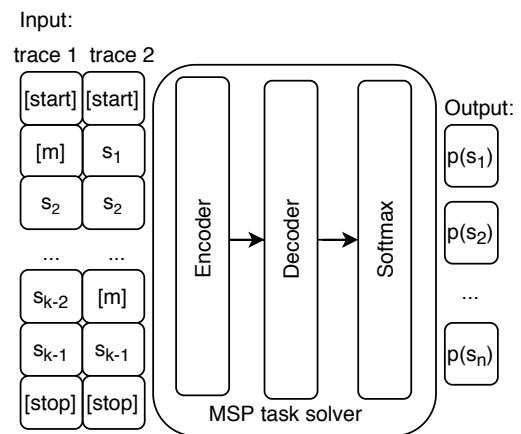 Input:
trace 1 trace 2
[start] [start]
[m] s₁
s₂ s₂
... ...
sₖ₋₂ [m]
sₖ₋₁ sₖ₋₁
[stop] [stop]
Encoder
Decoder
Softmax
MSP task solver
Output:
p(s₁)
p(s₂)
...
p(sₙ)